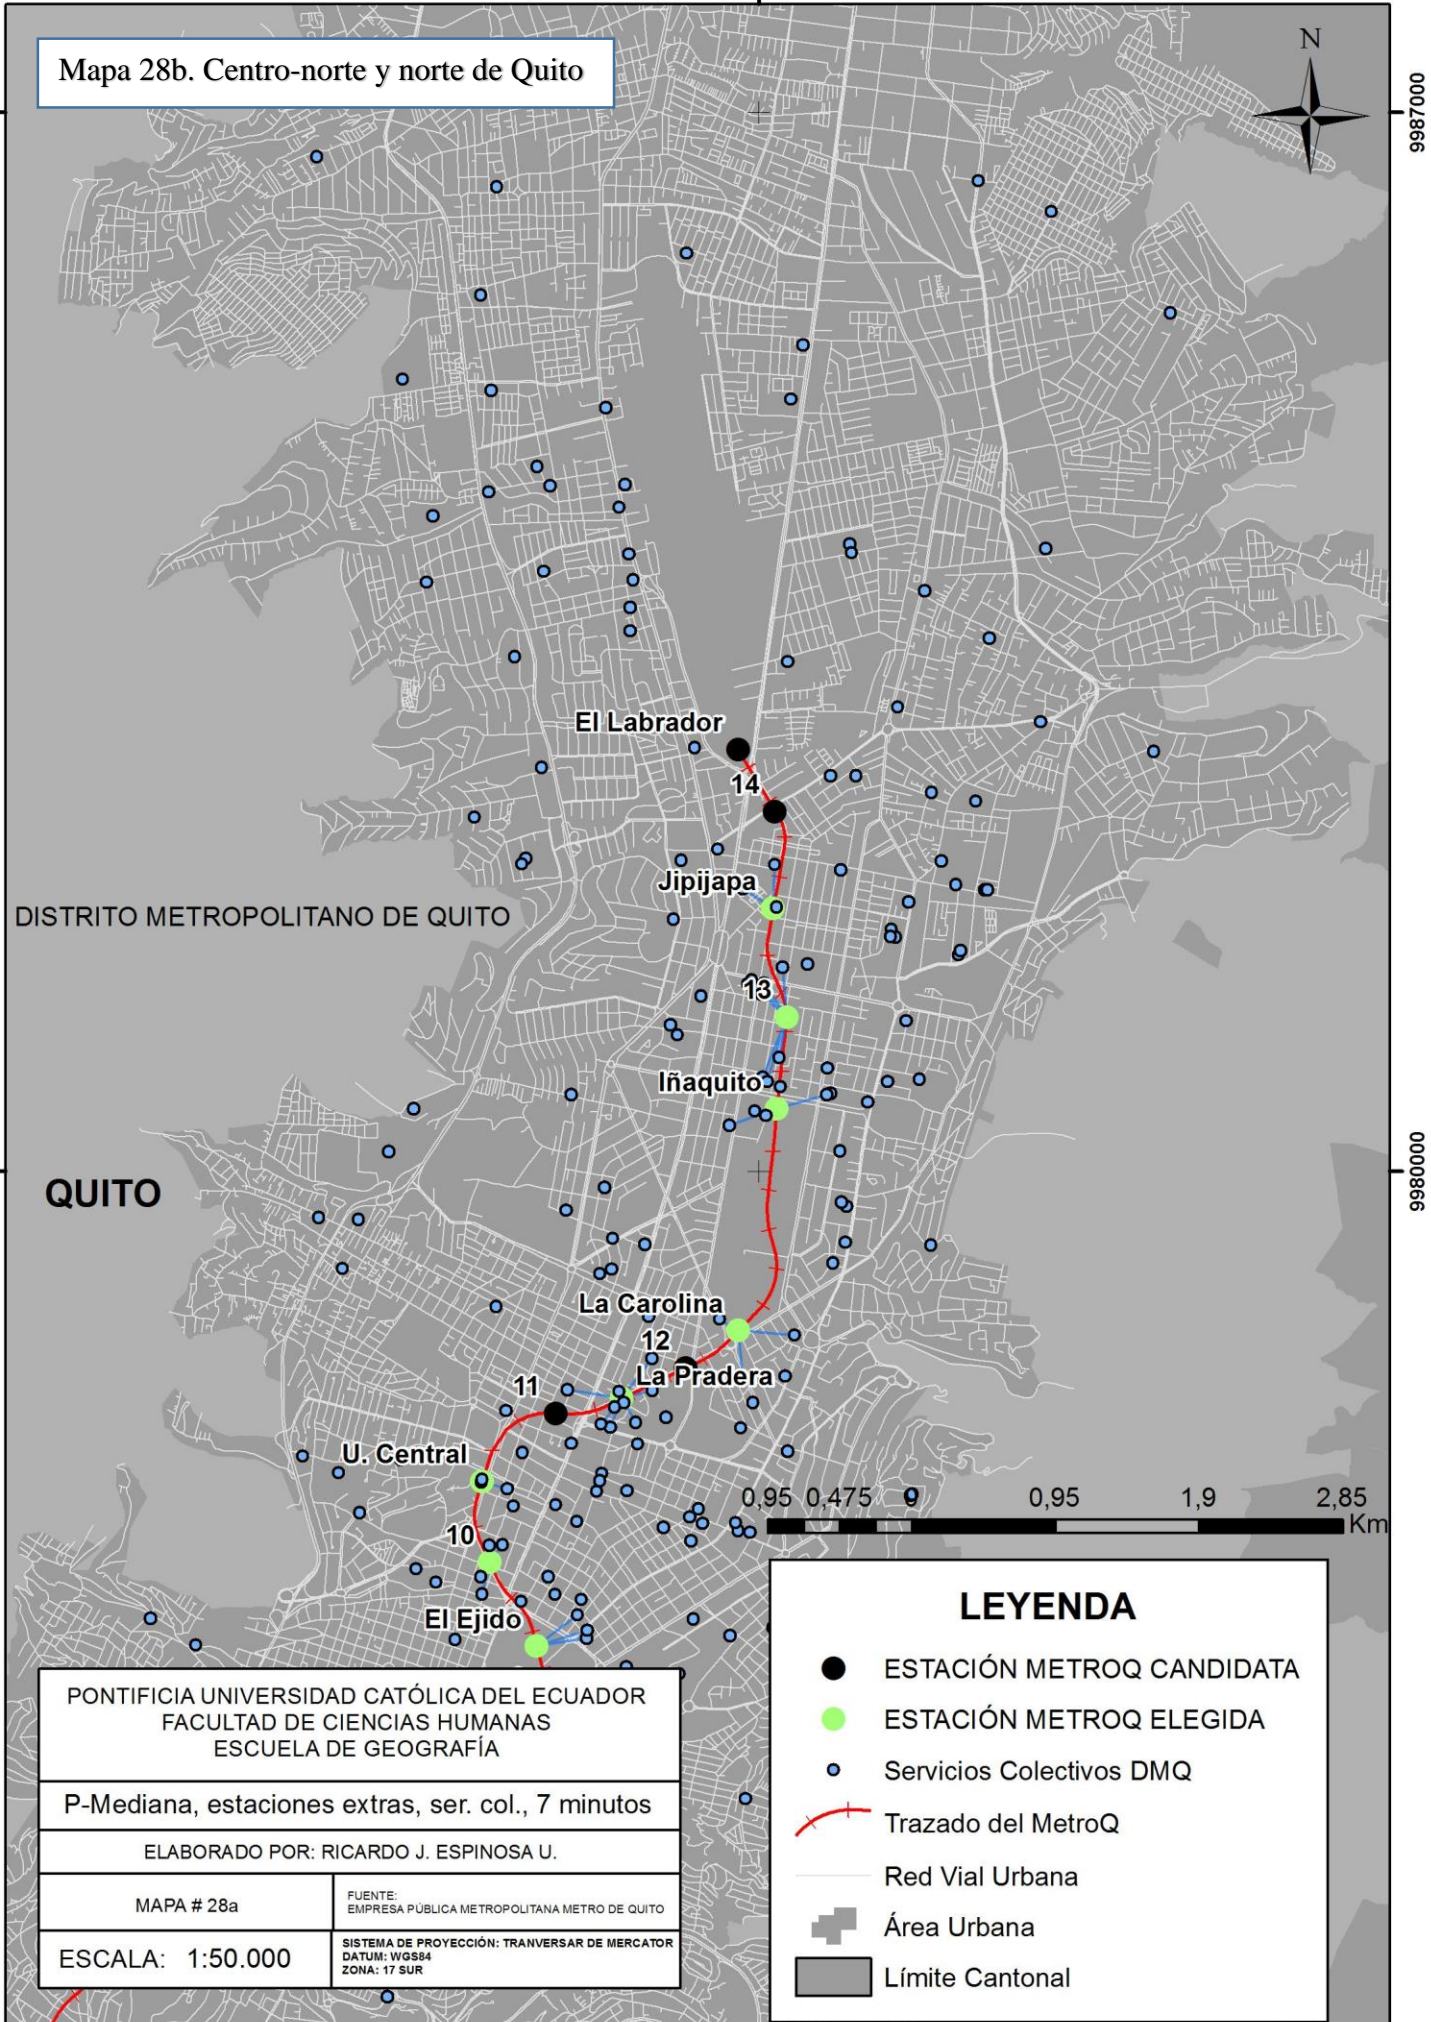 Mapa 28b. Centro-norte y norte de Quito
N
9987000
El Labrador
14
Jipijapa
DISTRITO METROPOLITANO DE QUITO
13
Iñaquito
9980000
QUITO
La Carolina
12
La Pradera
11
U. Central
0,95 0,475 0 0,95 1,9 2,85
Km
10
El Ejido
LEYENDA
ESTACIÓN METROQ CANDIDATA
ESTACIÓN METROQ ELEGIDA
Servicios Colectivos DMQ
Trazado del MetroQ
Red Vial Urbana
Área Urbana
Límite Cantonal
PONTIFICIA UNIVERSIDAD CATÓLICA DEL ECUADOR
FACULTAD DE CIENCIAS HUMANAS
ESCUELA DE GEOGRAFÍA
P-Mediana, estaciones extras, ser. col., 7 minutos
ELABORADO POR: RICARDO J. ESPINOSA U.
MAPA # 28a
FUENTE:
EMPRESA PÚBLICA METROPOLITANA METRO DE QUITO
ESCALA: 1:50.000
SISTEMA DE PROYECCIÓN: TRANVERSAR DE MERCATOR
DATUM: WGS84
ZONA: 17 SUR